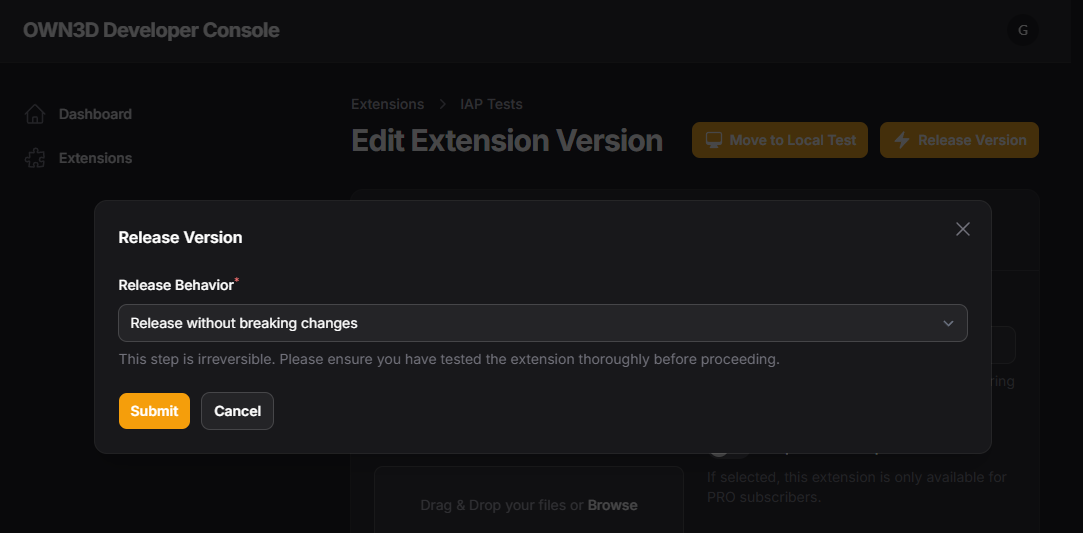 OWN3D Developer Console
G
Dashboard
Extensions
Extensions > IAP Tests
Edit Extension Version
Move to Local Test
Release Version
Release Version
Release Behavior*
Release without breaking changes
This step is irreversible. Please ensure you have tested the extension thoroughly before proceeding.
Submit
Cancel
If selected, this extension is only available for
PRO subscribers.
Drag & Drop your files or Browse